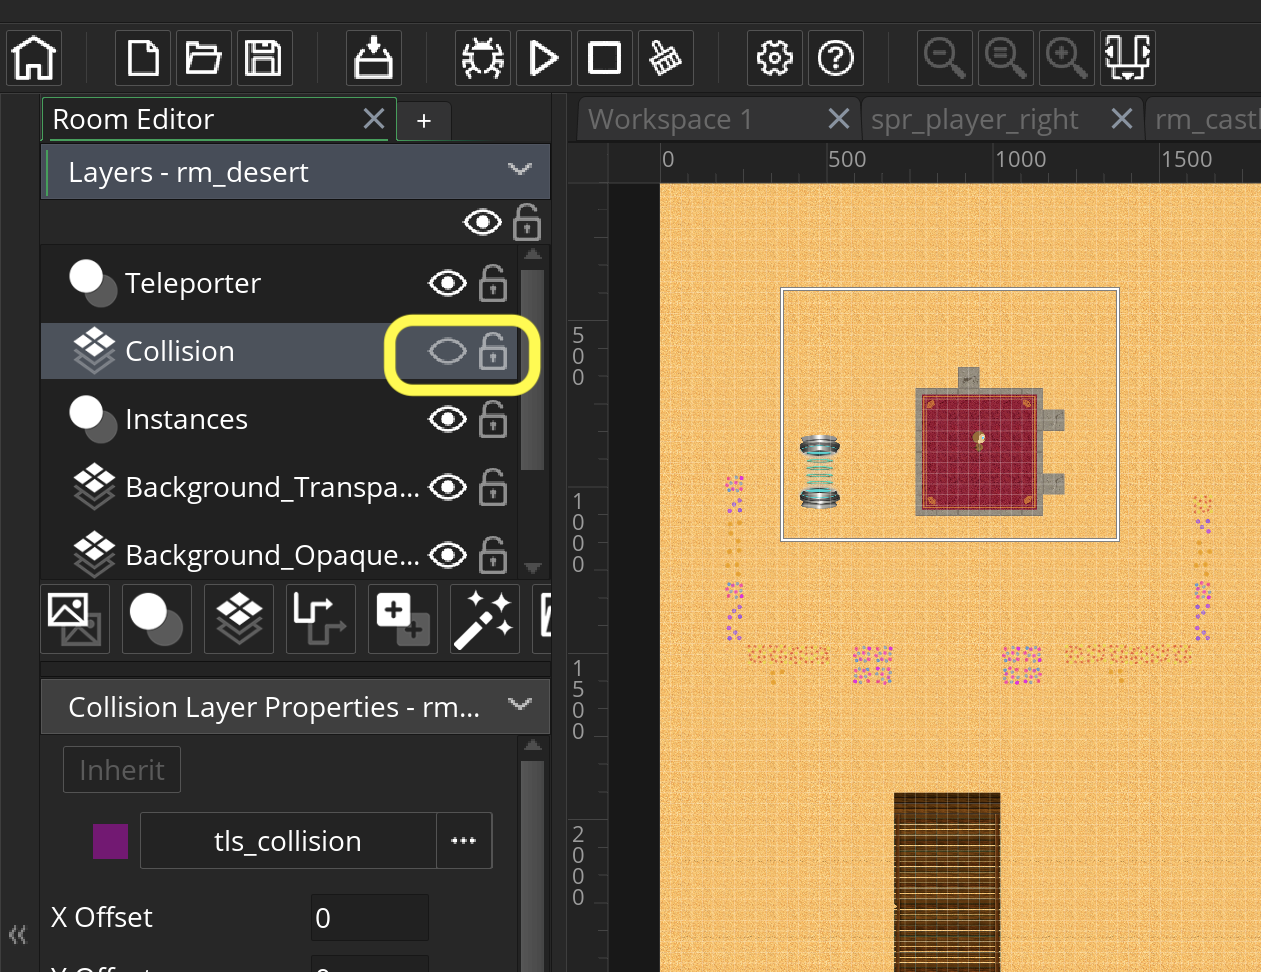 Room Editor
+
Workspace 1
spr_player_right
rm_castl
Layers - rm_desert
0
500
1000
1500
Teleporter
Collision
Instances
Background_Transpa...
Background_Opaque...
500
1000
1500
2000
Collision Layer Properties - rm...
Inherit
tls_collision
...
X Offset
0